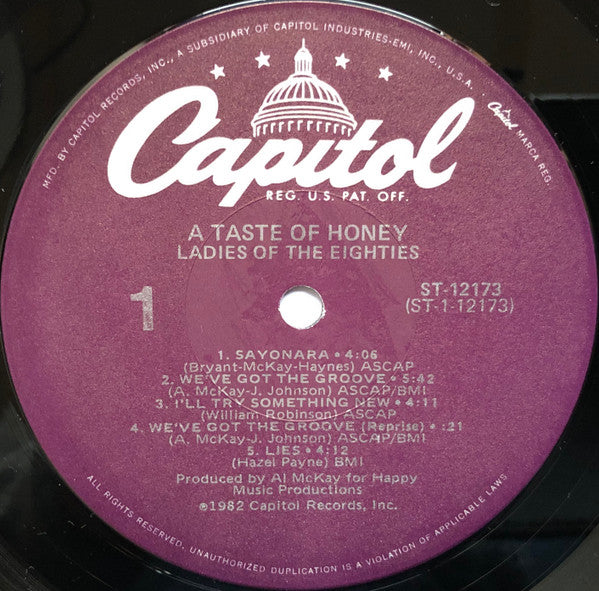 MFD. BY CAPITOL RECORDS, INC., A SUBSIDIARY OF CAPITOL INDUSTRIES-EMI, INC., U.S.A.
Capitol MARCA REG.
Capitol
REG. U.S. PAT. OFF.
A TASTE OF HONEY
LADIES OF THE EIGHTIES
1
ST-12173
(ST-1-12173)
1. SAYONARA • 4:06
(Bryant-McKay-Haynes) ASCAP
2. WE'VE GOT THE GROOVE • 5:42
(A. McKay-J. Johnson) ASCAP/BMI
3. I'LL TRY SOMETHING NEW • 4:11
(William Robinson) ASCAP
4. WE'VE GOT THE GROOVE (Reprise) • :21
(A. McKay-J. Johnson) ASCAP/BMI
5. LIES • 4:12
(Hazel Payne) BMI
Produced by Al McKay for Happy
Music Productions
℗1982 Capitol Records, Inc.
ALL RIGHTS RESERVED. UNAUTHORIZED DUPLICATION IS A VIOLATION OF APPLICABLE LAWS